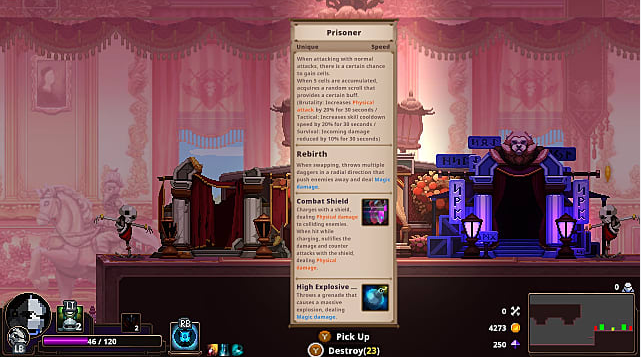 Prisoner
Unique Speed
When attacking with normal
attacks, there is a certain chance
to gain cells.
When 5 cells are accumulated,
acquires a random scroll that
provides a certain buff.
(Brutality: Increases Physical
attack by 20% for 30 seconds /
Tactical: Increases skill cooldown
speed by 20% for 30 seconds /
Survival: Incoming damage
reduced by 10% for 30 seconds)
Rebirth
When swapping, throws multiple
daggers in a radial direction that
push enemies away and deal Magic
damage.
Combat Shield
Charges with a shield,
dealing Physical damage
to colliding enemies.
When hit while
charging, nullifies the
damage and counter
attacks with the shield,
dealing Physical
damage.
High Explosive ...
Throws a grenade that
causes a massive
explosion, dealing
Magic damage.
Y Pick Up
Y Destroy(23)
LT
2
2
RB
LB
46 / 120
0
0
4273
250